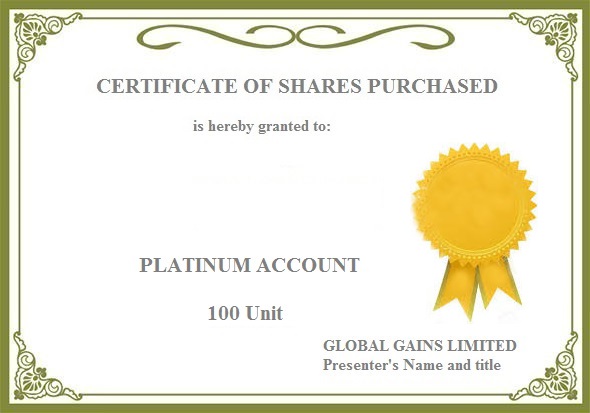 CERTIFICATE OF SHARES PURCHASED
is hereby granted to:
PLATINUM ACCOUNT
100 Unit
GLOBAL GAINS LIMITED
Presenter's Name and title